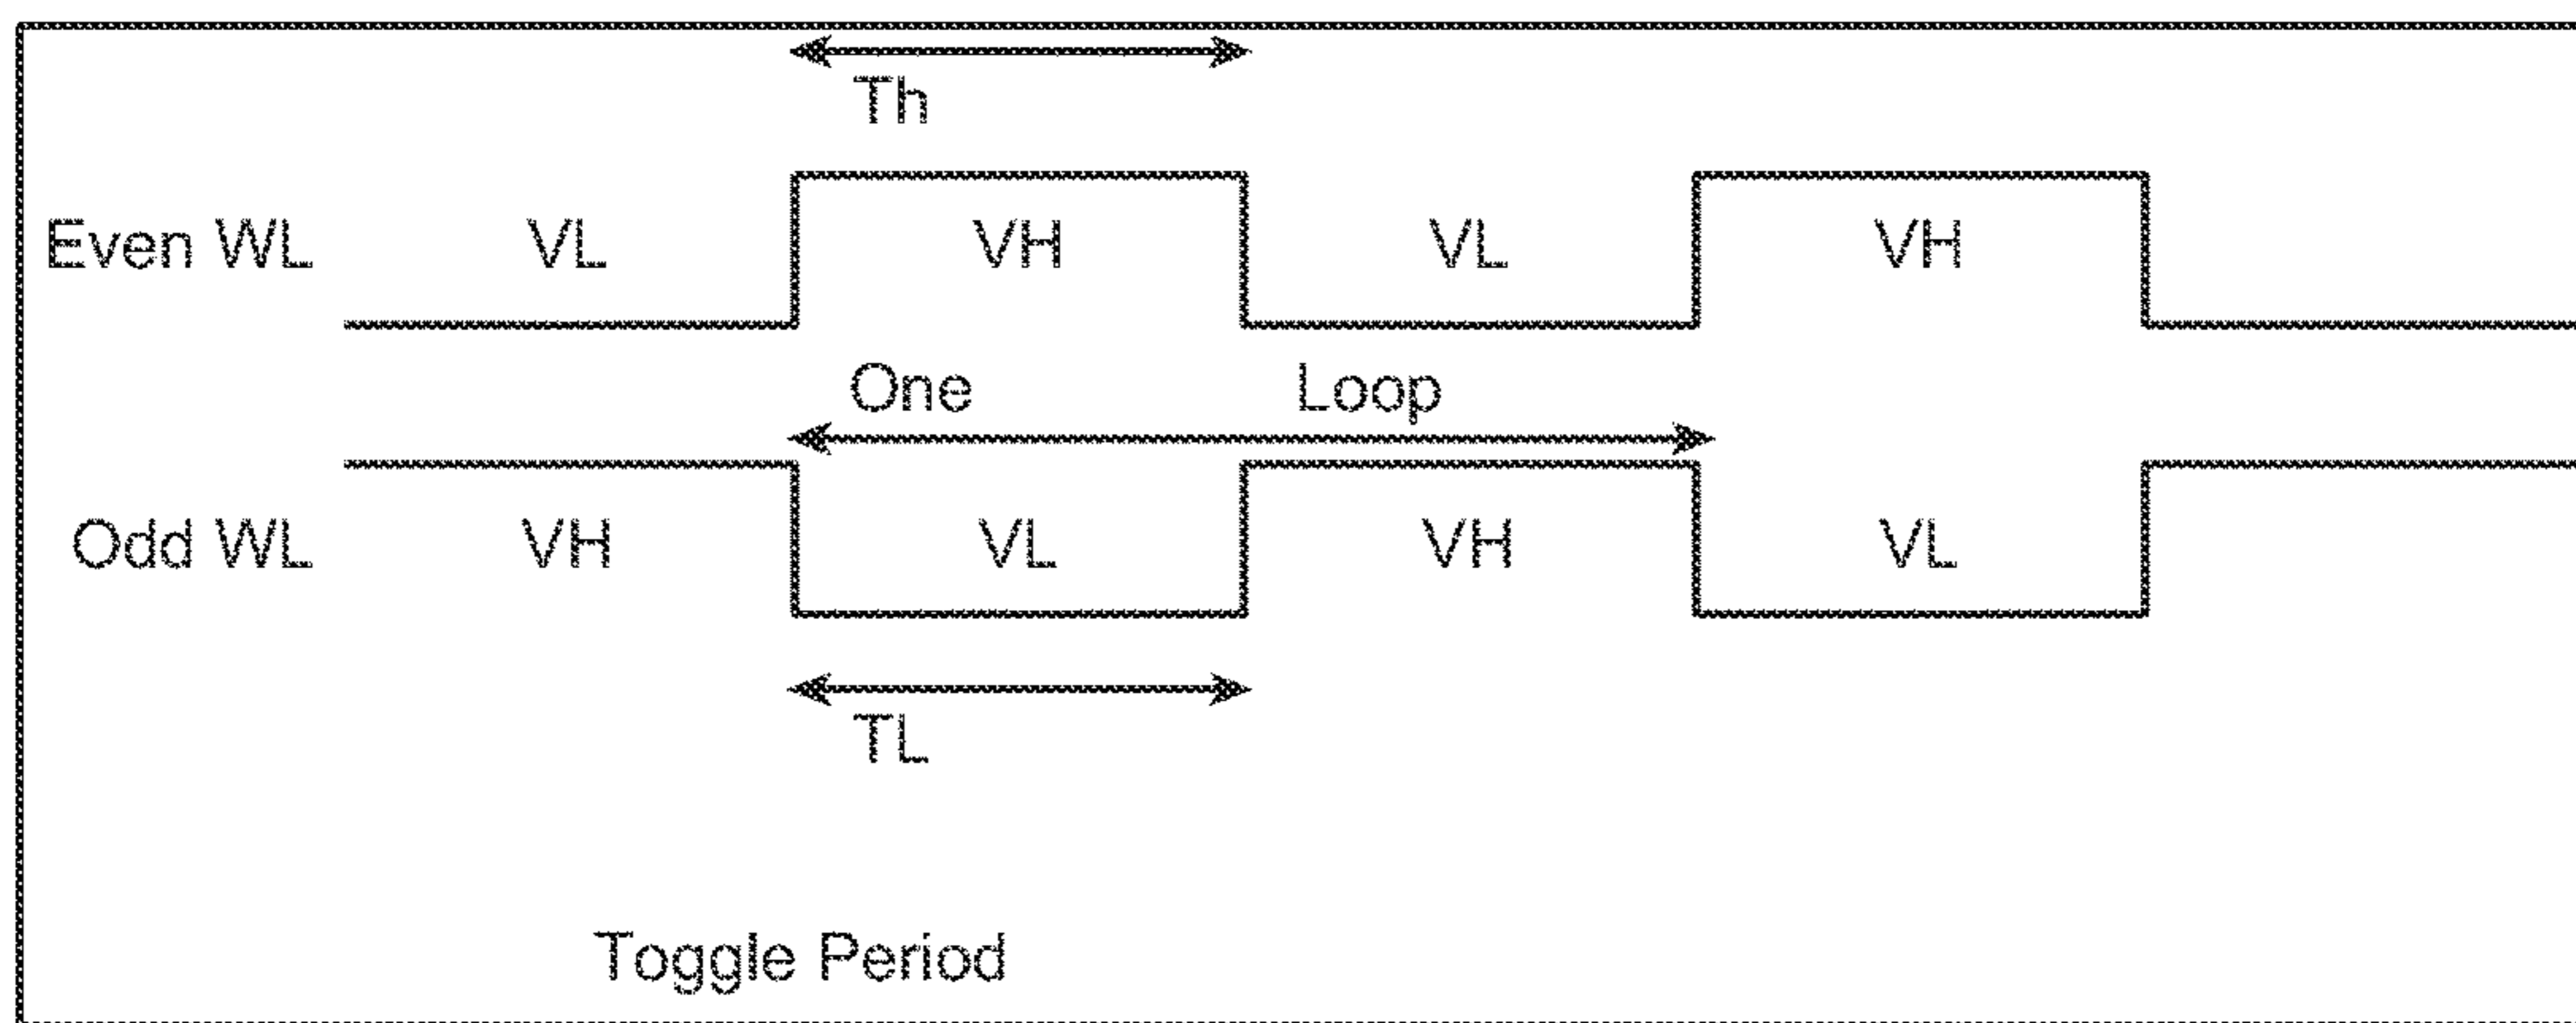 Th
Even WL VL VH VL VH
One Loop
Odd WL VH VL VH VL
TL
Toggle Period